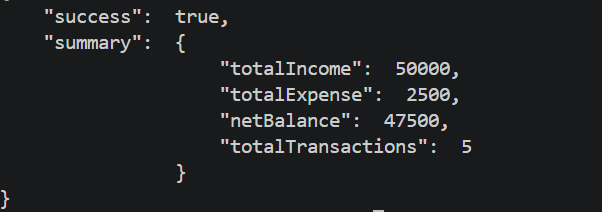 "success":  true,
"summary":  {
"totalIncome":  50000,
"totalExpense":  2500,
"netBalance":  47500,
"totalTransactions":  5
}
}